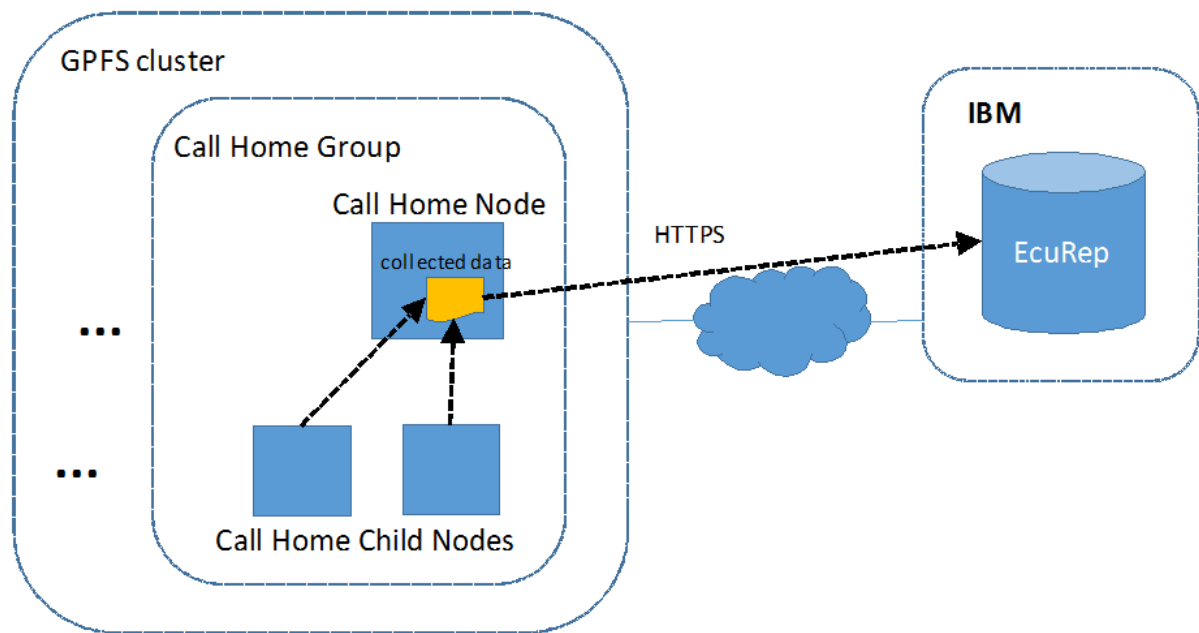 GPFS cluster
IBM
Call Home Group
Call Home Node
HTTPS
collected data
EcuRep
...
...
Call Home Child Nodes